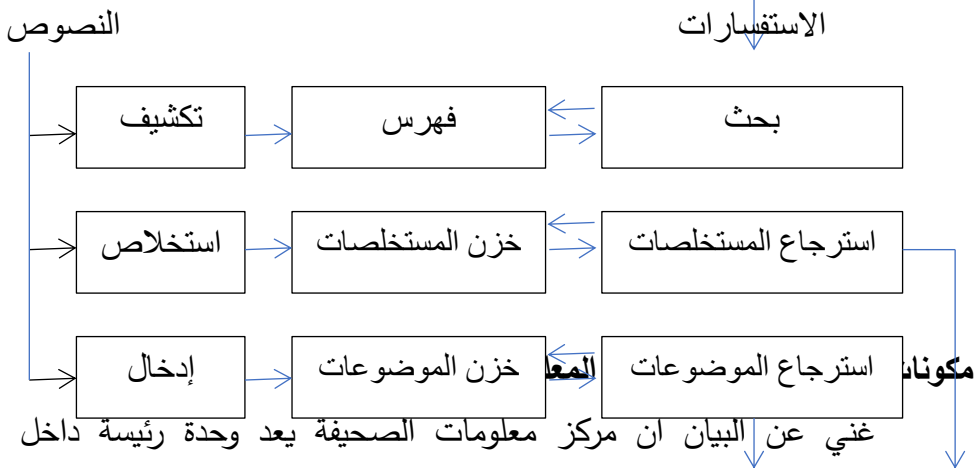 النصوص
الاستفسارات
تكشيف
فهرس
بحث
استخلاص
خزن المستخلصات
استرجاع المستخلصات
إدخال
خزن الموضوعات
استرجاع الموضوعات
غني عن البيان ان مركز معلومات الصحيفة يعد وحدة رئيسة داخل